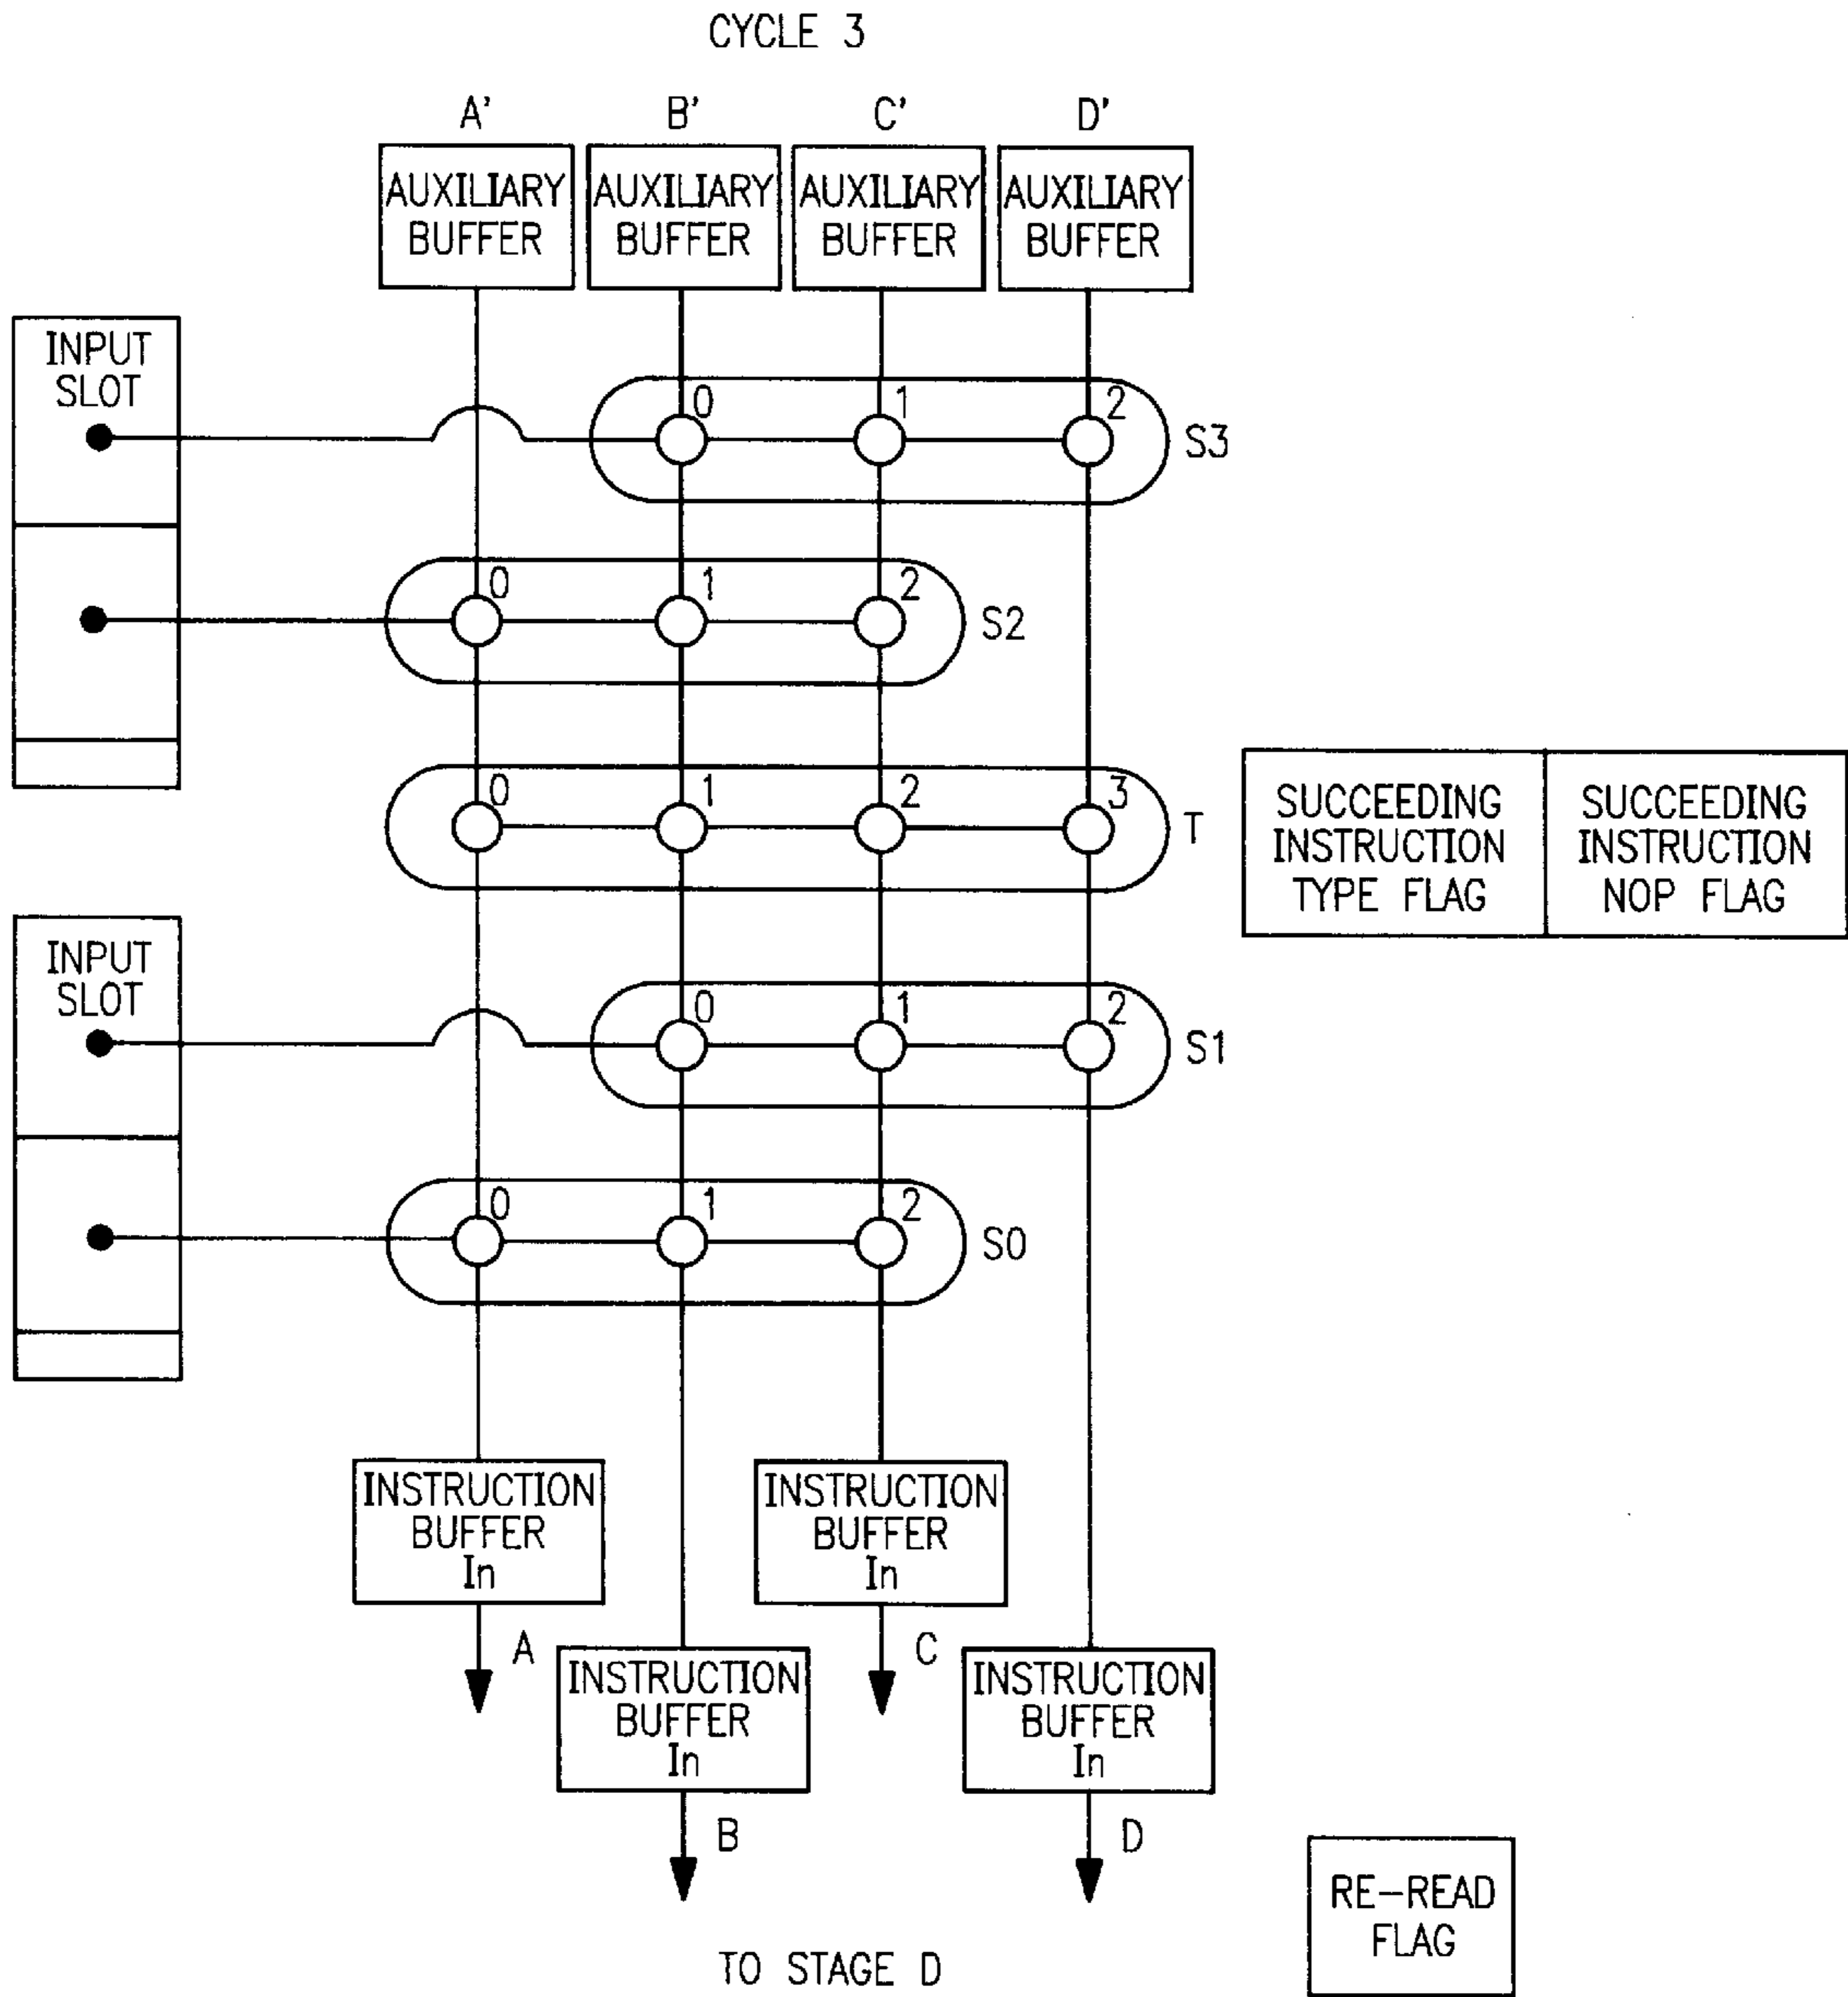 CYCLE 3
A' B' C' D'
AUXILIARY
BUFFER
AUXILIARY
BUFFER
AUXILIARY
BUFFER
AUXILIARY
BUFFER
INPUT
SLOT
0 1 2 S3
0 1 2 S2
0 1 2 3 T
SUCCEEDING
INSTRUCTION
TYPE FLAG
SUCCEEDING
INSTRUCTION
NOP FLAG
INPUT
SLOT
0 1 2 S1
0 1 2 S0
INSTRUCTION
BUFFER
In
INSTRUCTION
BUFFER
In
A
C
INSTRUCTION
BUFFER
In
INSTRUCTION
BUFFER
In
B
D
RE-READ
FLAG
TO STAGE D